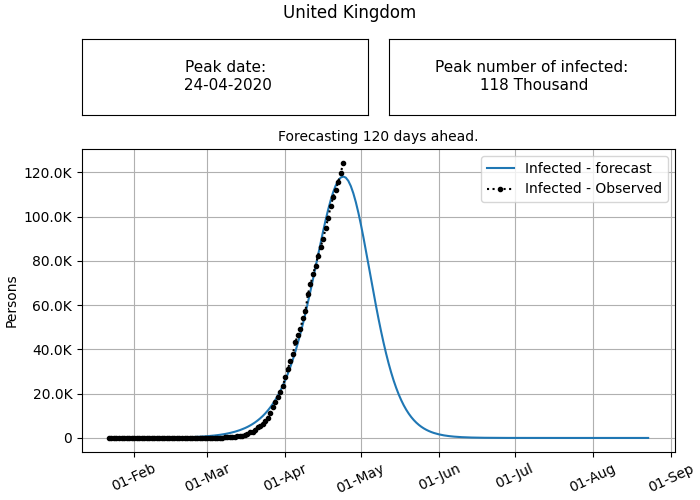 United Kingdom
Peak date:
24-04-2020
Peak number of infected:
118 Thousand
Forecasting 120 days ahead.
Infected - forecast
Infected - Observed
Persons
120.0K
100.0K
80.0K
60.0K
40.0K
20.0K
0
01-Feb
01-Mar
01-Apr
01-May
01-Jun
01-Jul
01-Aug
01-Sep